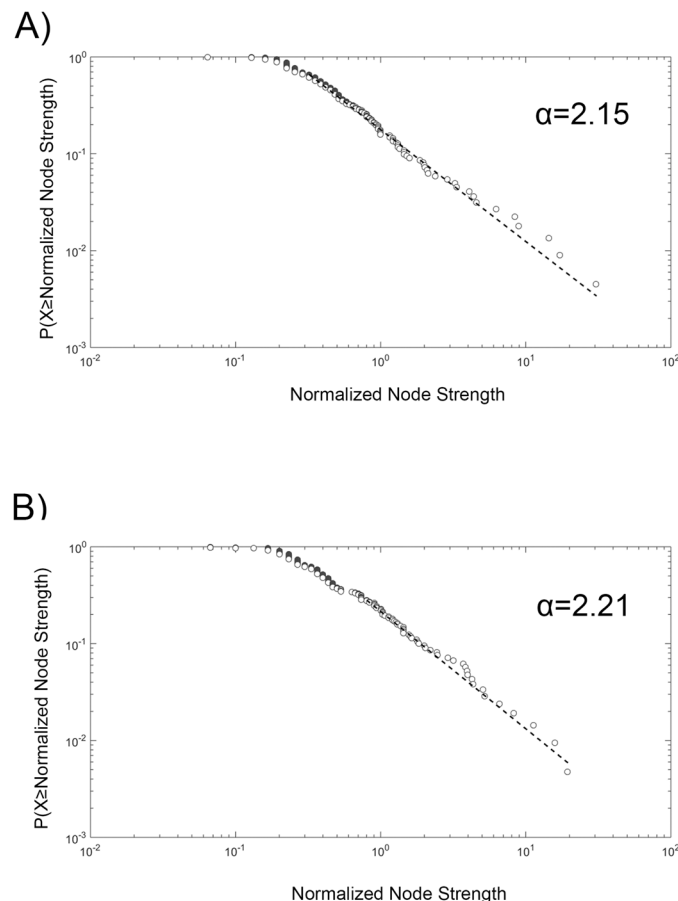 A)
P(X≥Normalized Node Strength)
10^0
10^-1
10^-2
10^-3
α=2.15
10^-2
10^-1
10^0
10^1
10^2
Normalized Node Strength
B)
P(X≥Normalized Node Strength)
10^0
10^-1
10^-2
10^-3
α=2.21
10^-2
10^-1
10^0
10^1
10^2
Normalized Node Strength